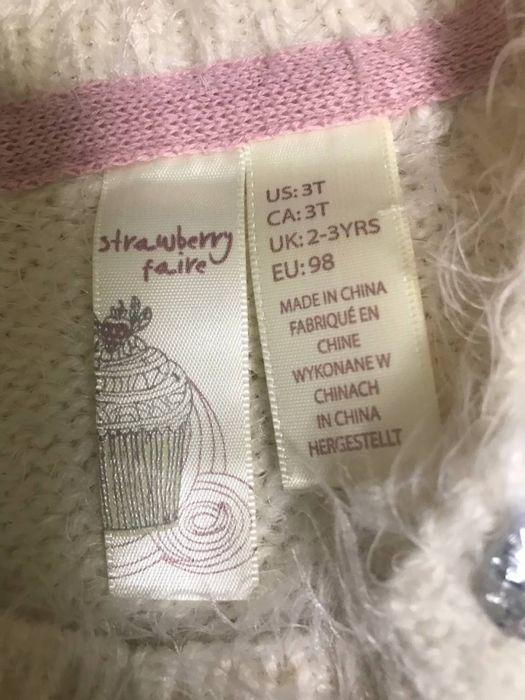 strawberry
faire
US: 3T
CA: 3T
UK: 2-3YRS
EU: 98
MADE IN CHINA
FABRIQUÉ EN
CHINE
WYKONANE W
CHINACH
IN CHINA
HERGESTELLT